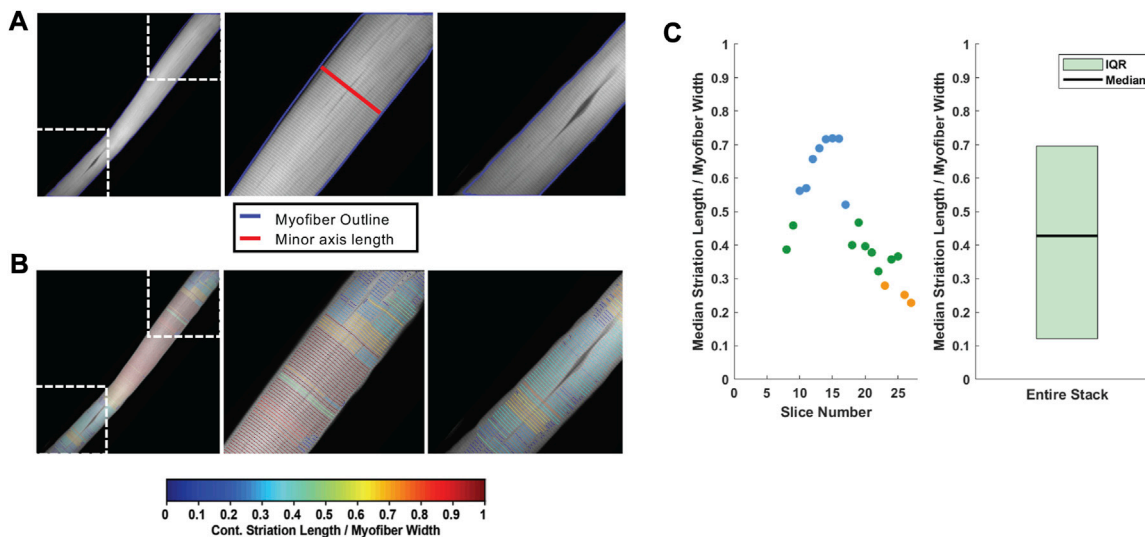 A
Myofiber Outline
Minor axis length
B
0 0.1 0.2 0.3 0.4 0.5 0.6 0.7 0.8 0.9 1
Cont. Striation Length / Myofiber Width
C
Median Striation Length / Myofiber Width
1
0.9
0.8
0.7
0.6
0.5
0.4
0.3
0.2
0.1
0
0 5 10 15 20 25
Slice Number
Median Striation Length / Myofiber Width
1
0.9
0.8
0.7
0.6
0.5
0.4
0.3
0.2
0.1
0
Entire Stack
IQR
Median